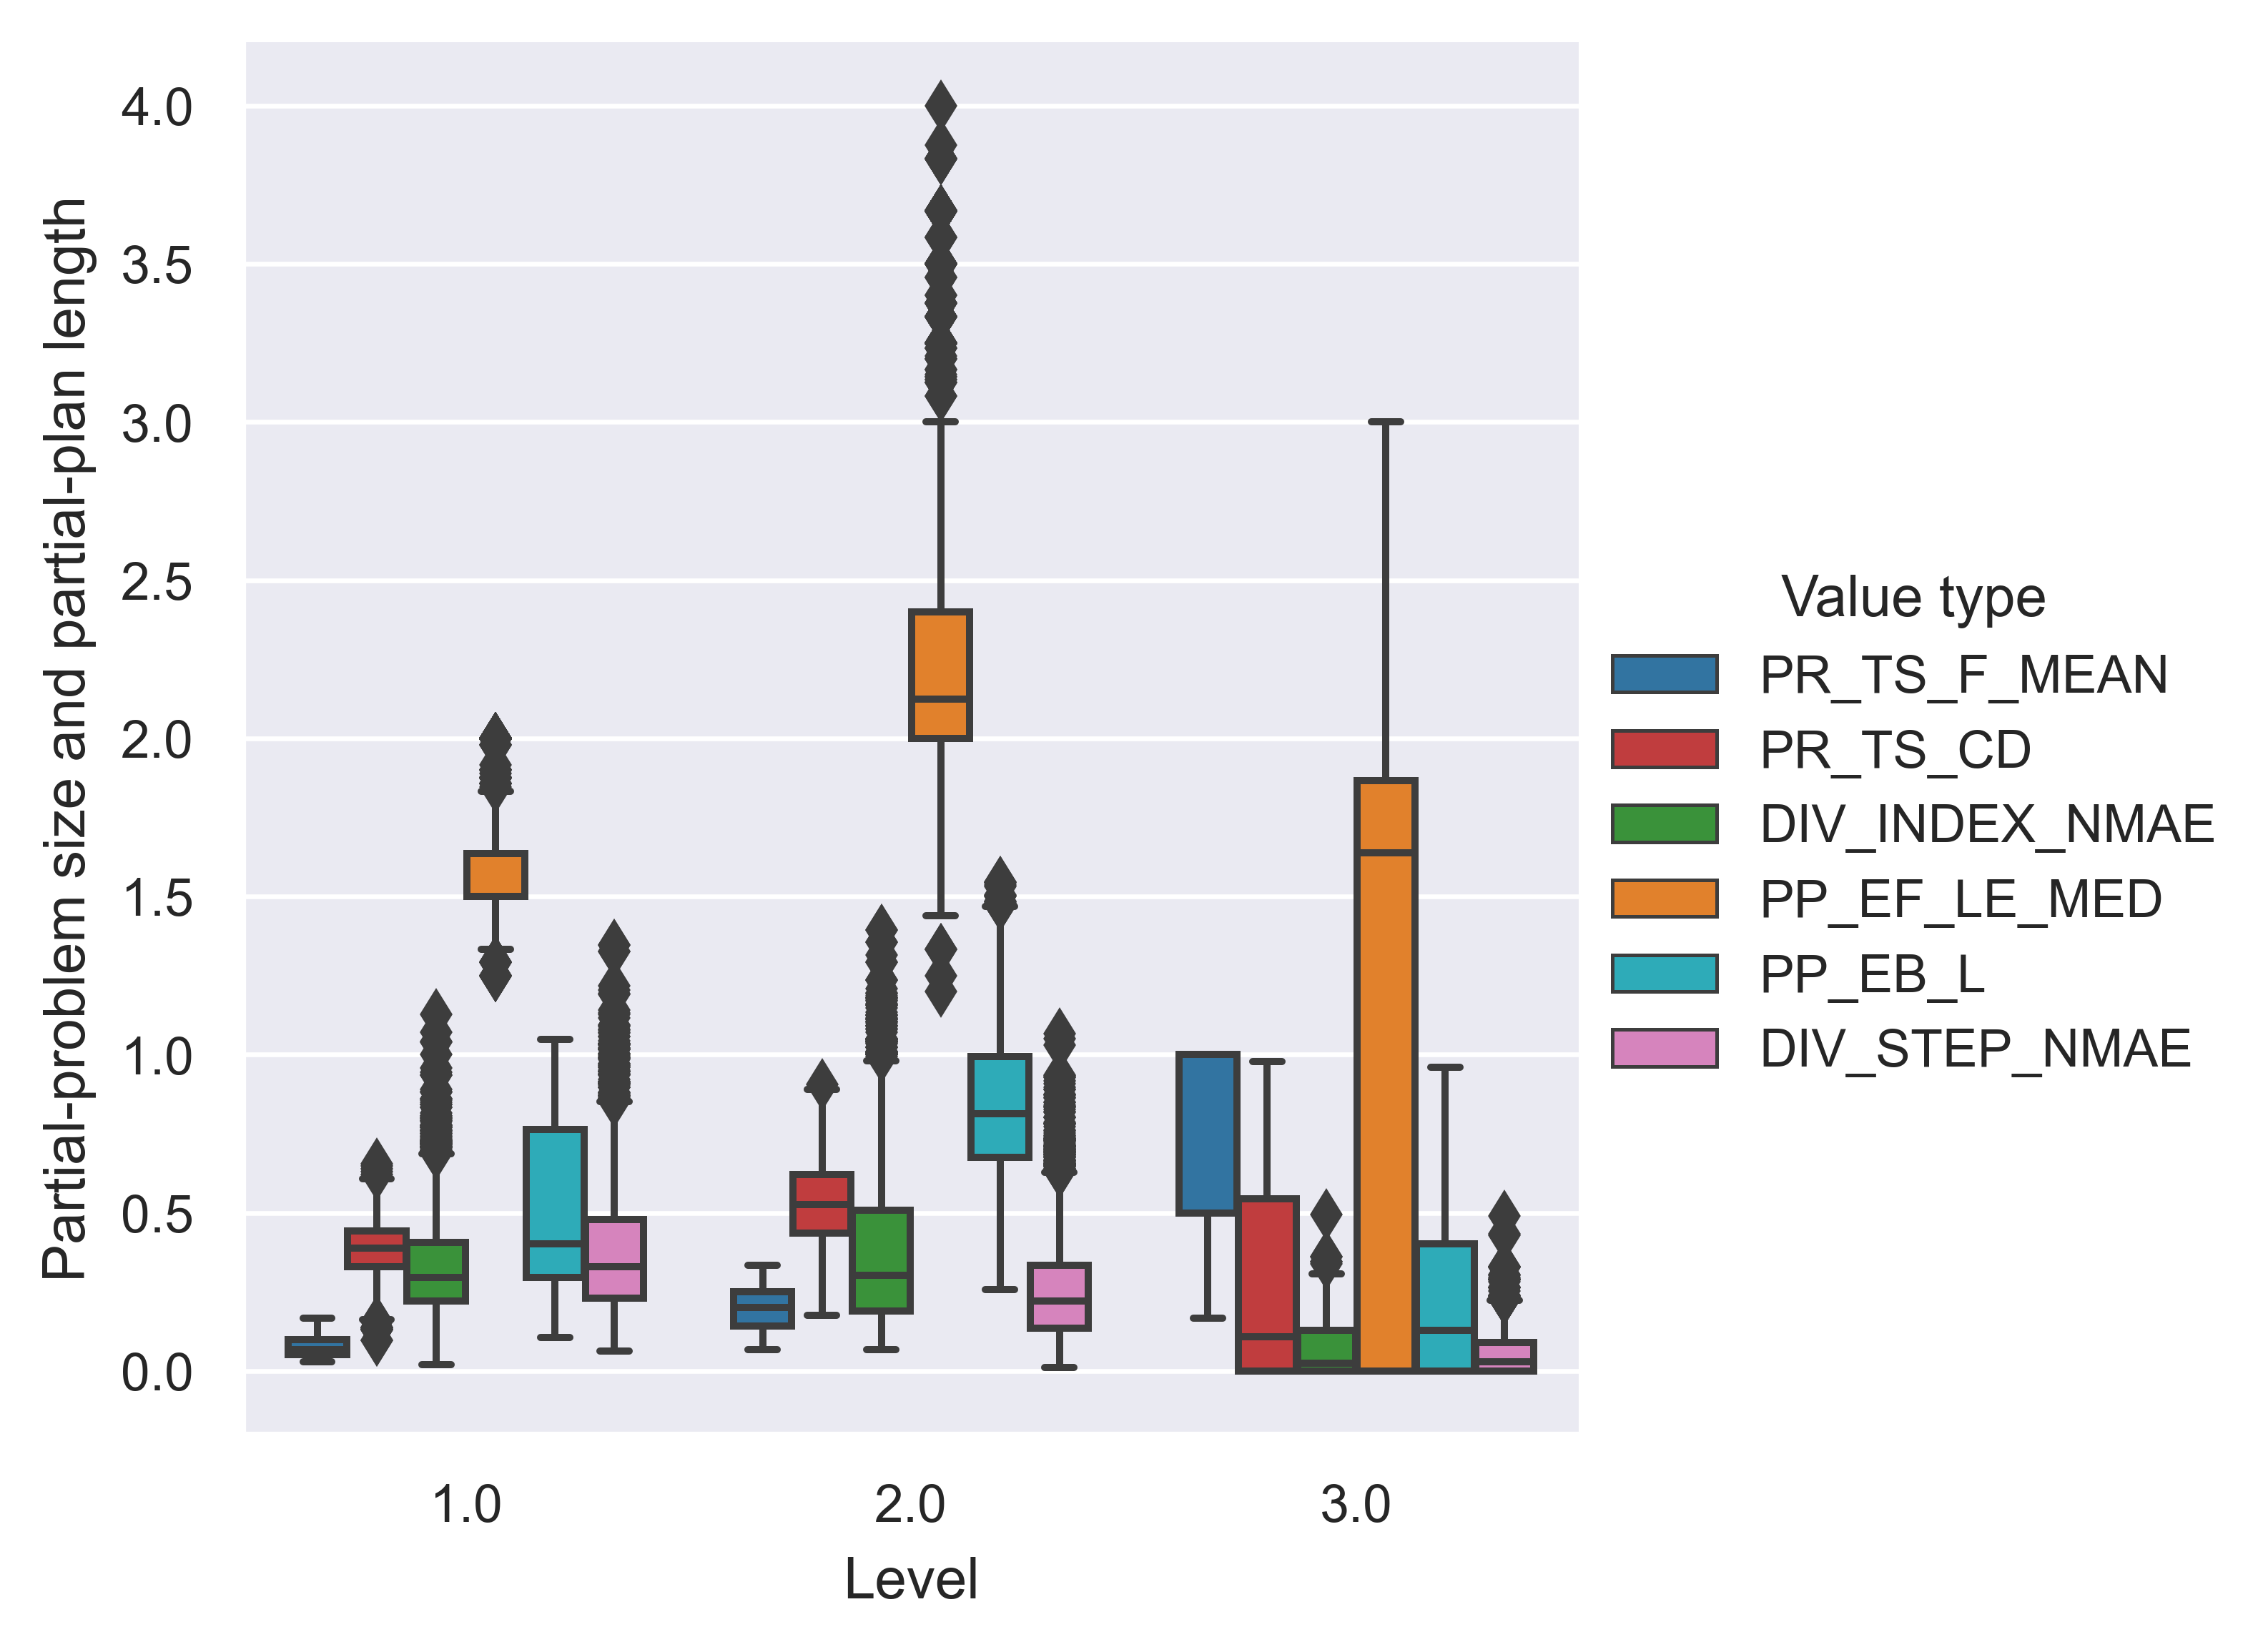 Partial-problem size and partial-plan length
4.0
3.5
3.0
2.5
2.0
1.5
1.0
0.5
0.0
1.0 2.0 3.0
Level
Value type
PR_TS_F_MEAN
PR_TS_CD
DIV_INDEX_NMAE
PP_EF_LE_MED
PP_EB_L
DIV_STEP_NMAE